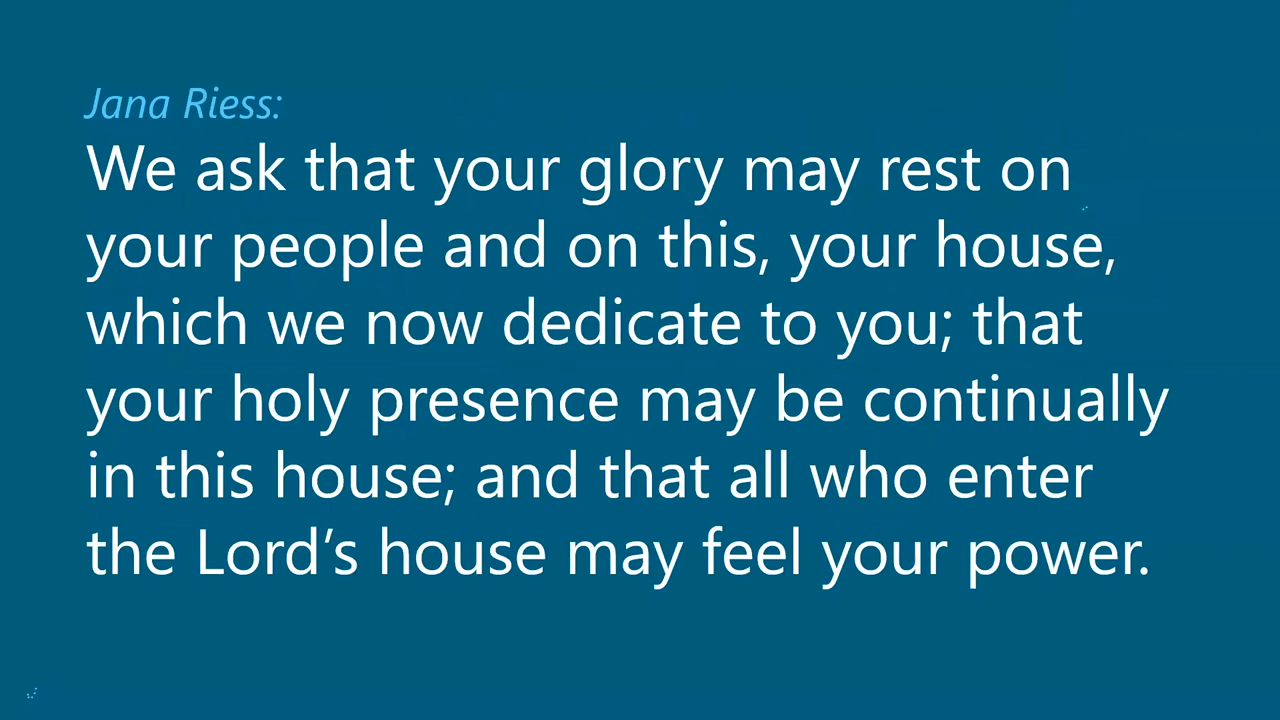 Jana Riess:
We ask that your glory may rest on
your people and on this, your house,
which we now dedicate to you; that
your holy presence may be continually
in this house; and that all who enter
the Lord’s house may feel your power.